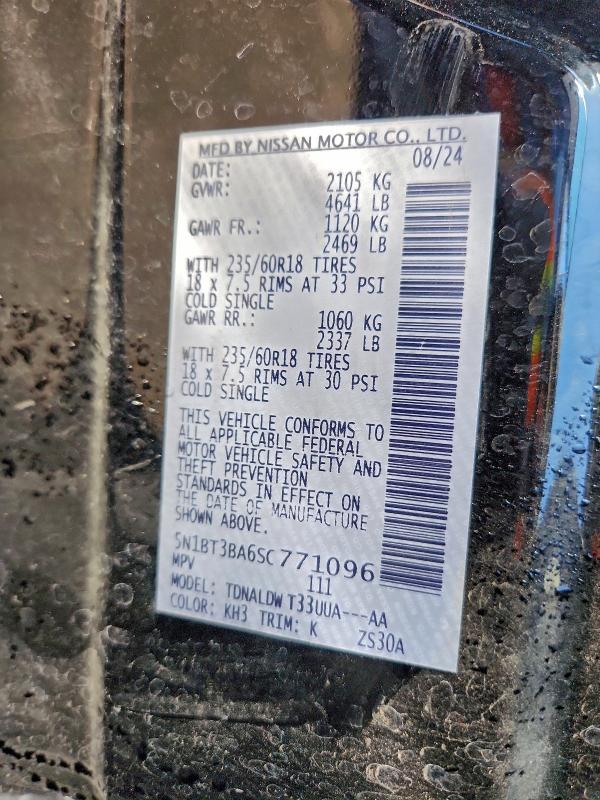 MFD BY NISSAN MOTOR CO., LTD.
DATE: 08/24
GVWR: 2105 KG
4641 LB
GAWR FR.: 1120 KG
2469 LB
WITH 235/60R18 TIRES
18 x 7.5 RIMS AT 33 PSI
COLD SINGLE
GAWR RR.: 1060 KG
2337 LB
WITH 235/60R18 TIRES
18 x 7.5 RIMS AT 30 PSI
COLD SINGLE
THIS VEHICLE CONFORMS TO
ALL APPLICABLE FEDERAL
MOTOR VEHICLE SAFETY AND
THEFT PREVENTION
STANDARDS IN EFFECT ON
THE DATE OF MANUFACTURE
SHOWN ABOVE.
5N1BT3BA6SC771096
MPV 111
MODEL: TDNALDW T33UUA---AA
COLOR: KH3 TRIM: K ZS30A